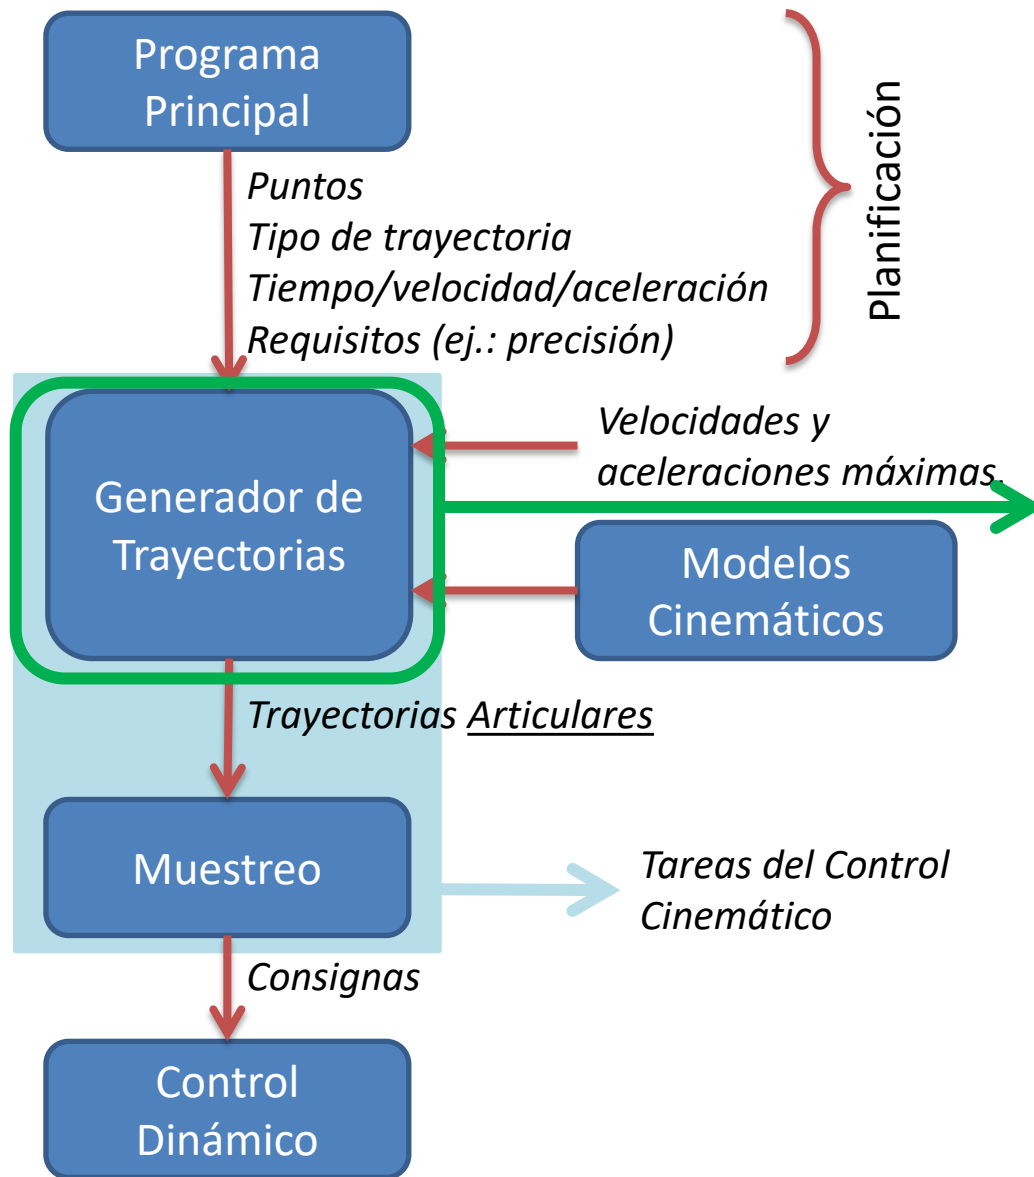 Programa
Principal
Puntos
Tipo de trayectoria
Tiempo/velocidad/aceleración
Requisitos (ej.: precisión)
Planificación
Velocidades y
aceleraciones máximas.
Generador de
Trayectorias
Modelos
Cinemáticos
Trayectorias Articulares
Muestreo
Tareas del Control
Cinemático
Consignas
Control
Dinámico